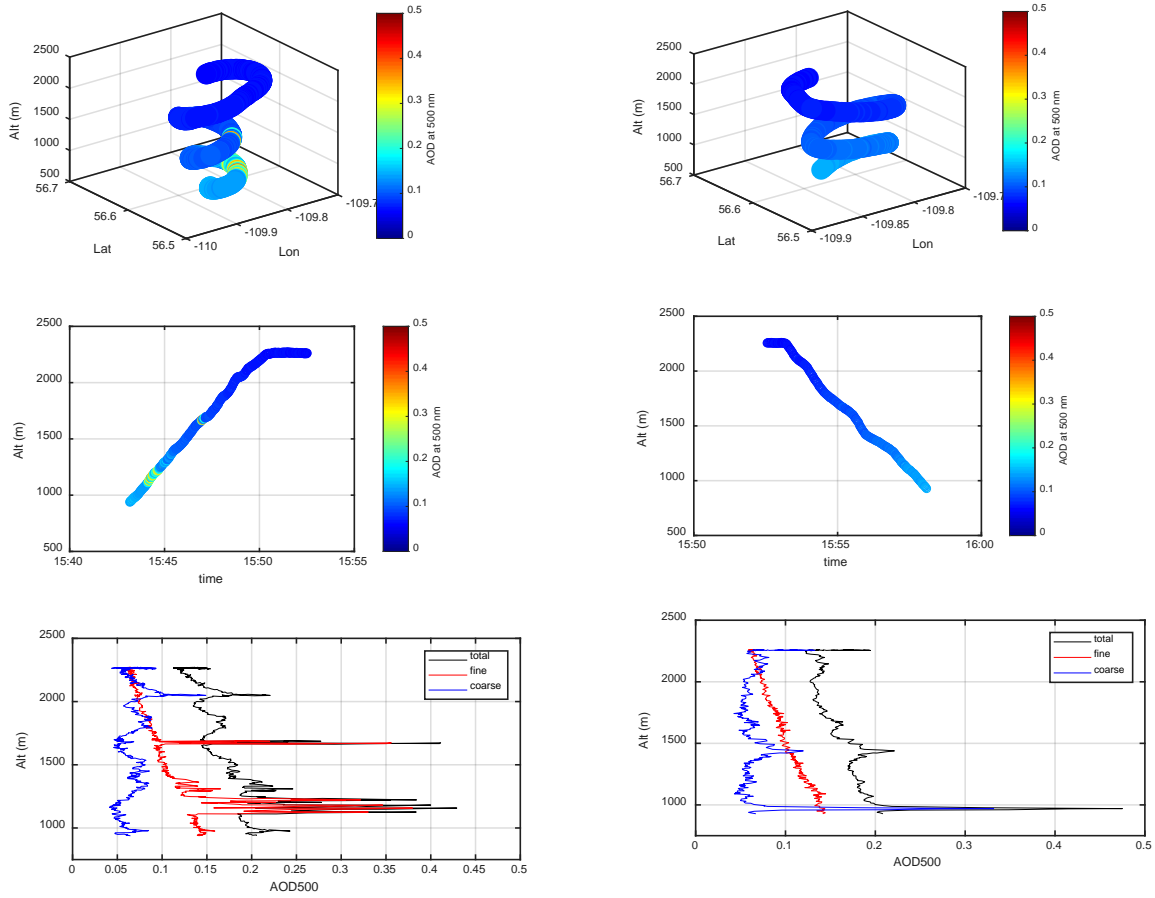 2500
2000
1500
1000
500
Alt (m)
56.7
56.6
56.5
Lat
-110
-109.9
-109.8
-109.7
Lon
0.5
0.4
0.3
0.2
0.1
0
AOD at 500 nm
2500
2000
1500
1000
500
Alt (m)
56.7
56.6
56.5
Lat
-109.9
-109.85
-109.8
-109.7
Lon
0.5
0.4
0.3
0.2
0.1
0
AOD at 500 nm
2500
2000
1500
1000
500
Alt (m)
15:40 15:45 15:50 15:55
time
0.5
0.4
0.3
0.2
0.1
0
AOD at 500 nm
2500
2000
1500
1000
500
Alt (m)
15:50 15:55 16:00
time
0.5
0.4
0.3
0.2
0.1
0
AOD at 500 nm
2500
2000
1500
1000
Alt (m)
total
fine
coarse
0 0.05 0.1 0.15 0.2 0.25 0.3 0.35 0.4 0.45 0.5
AOD500
2500
2000
1500
1000
Alt (m)
total
fine
coarse
0 0.1 0.2 0.3 0.4 0.5
AOD500